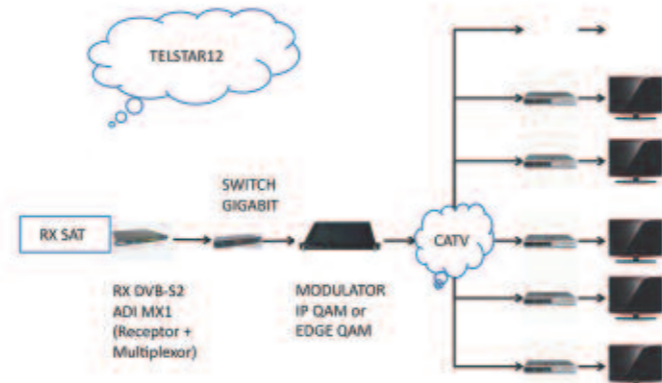 TELSTAR12
SWITCH
GIGABIT
RX SAT
CATV
RX DVB-S2
ADI MX1
(Receptor +
Multiplexor)
MODULATOR
IP QAM or
EDGE QAM